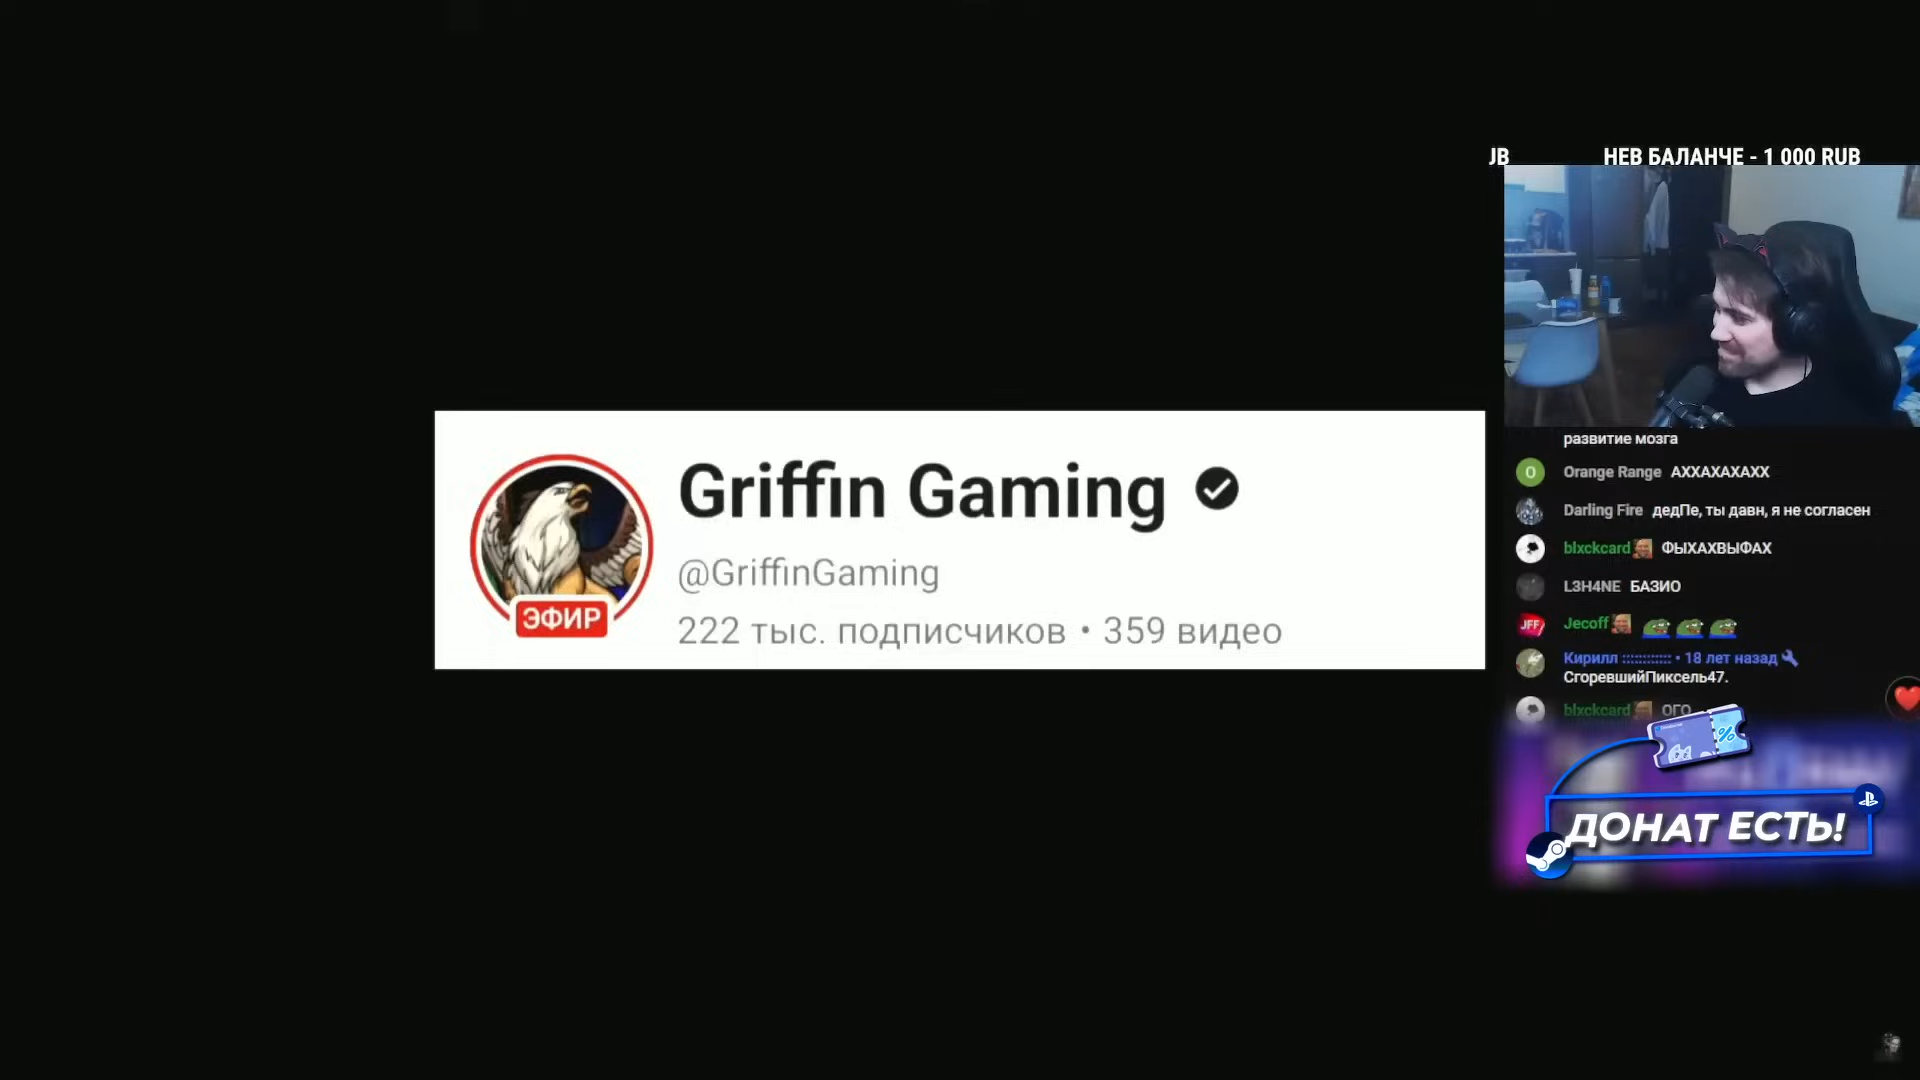 JB НЕВ БАЛАНЧЕ - 1 000 RUB
Griffin Gaming
@GriffinGaming
222 тыс. подписчиков • 359 видео
ЭФИР
развитие мозга
O Orange Range АХХАХАХАХХ
Darling Fire дедПе, ты давн, я не согласен
blxckcard ФЫХАХВЫФАХ
L3H4NE БАЗИО
JFF Jecoff
Кирилл :::::::::::: • 18 лет назад
СгоревшийПиксель47.
blxckcard ОГО
%
ДОНАТ ЕСТЬ!